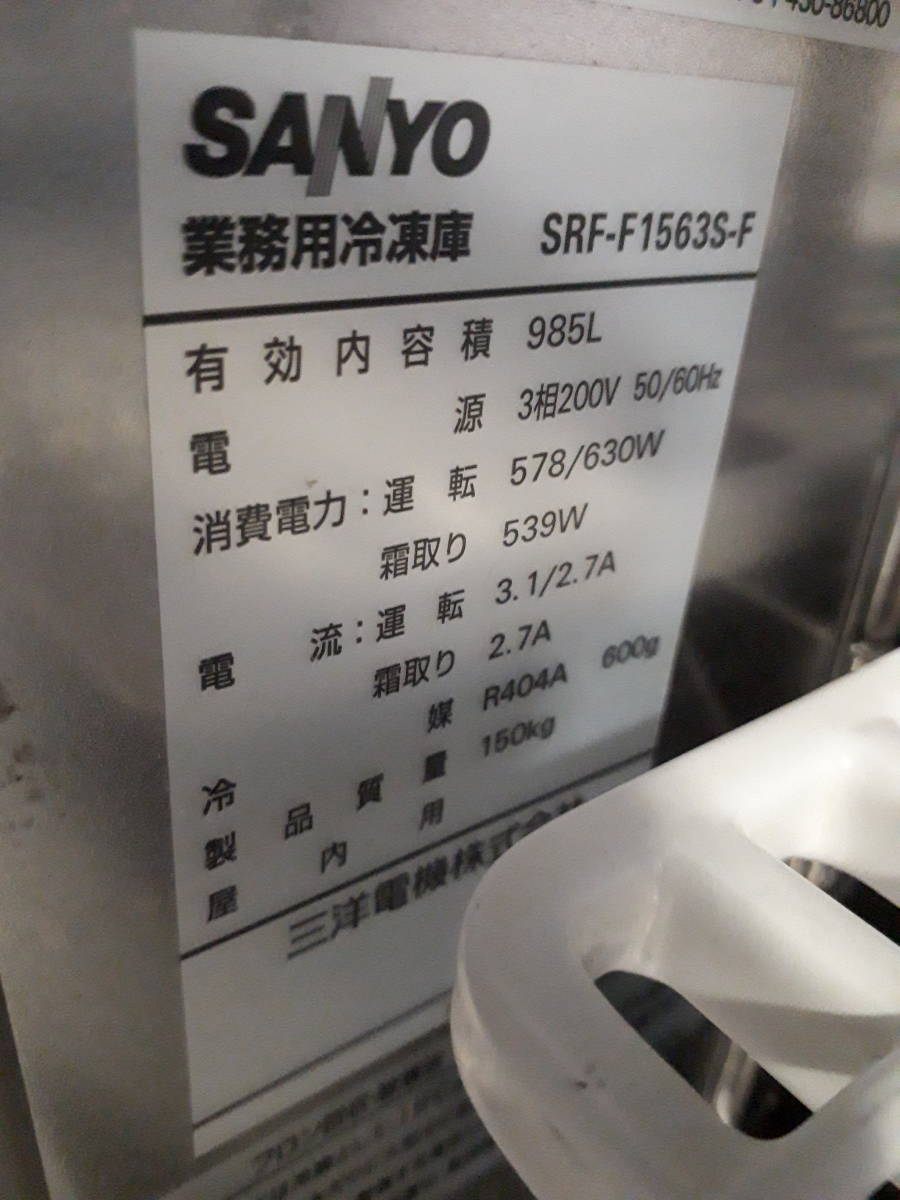 430-86800
SANYO
業務用冷凍庫 SRF-F1563S-F
有効内容積 985L
電源 3相200V 50/60Hz
消費電力：運転 578/630W
霜取り 539W
電流：運転 3.1/2.7A
霜取り 2.7A
冷媒 R404A 600g
製品質量 150kg
屋内用
三洋電機株式会社